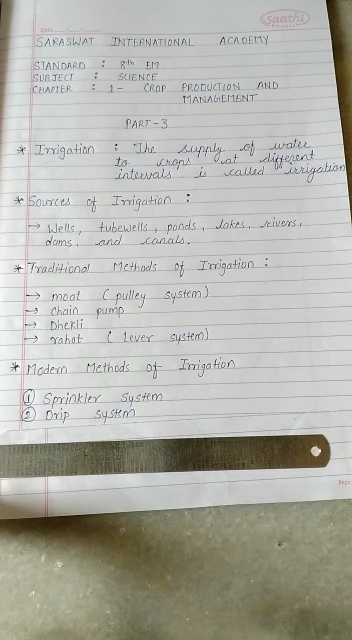 Saathi
Date
SARASWAT INTERNATIONAL ACADEMY
STANDARD : 8th EM
SUBJECT : SCIENCE
CHAPTER : 1- CROP PRODUCTION AND
MANAGEMENT
PART-3
* Irrigation : The supply of water
to crops at different
intervals is called irrigation
* Sources of Irrigation :
→ Wells, tubewells, ponds, lakes, rivers,
dams, and canals.
* Traditional Methods of Irrigation :
→ moat (pulley system)
→ chain pump
→ Dhekli
→ rahat (lever system)
* Modern Methods of Irrigation
① Sprinkler system
② Drip system
Page